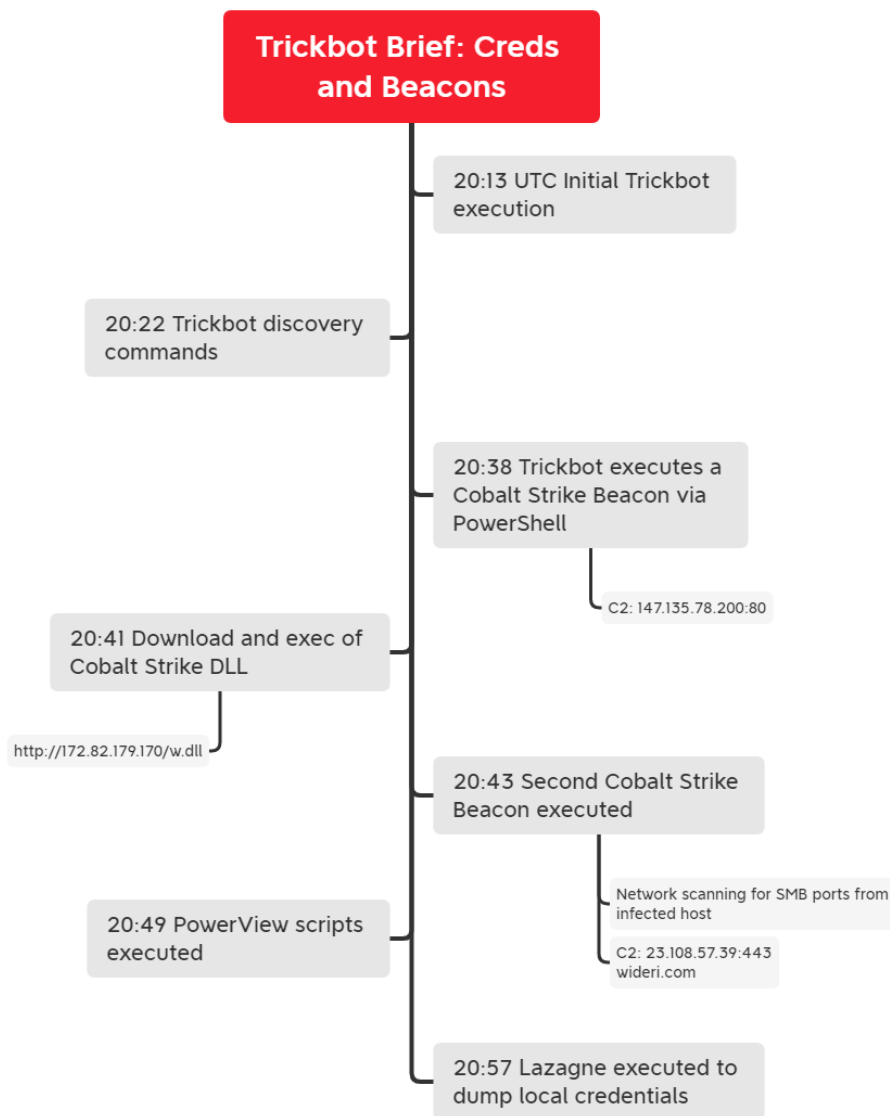 Trickbot Brief: Creds
and Beacons
20:13 UTC Initial Trickbot
execution
20:22 Trickbot discovery
commands
20:38 Trickbot executes a
Cobalt Strike Beacon via
PowerShell
C2: 147.135.78.200:80
20:41 Download and exec of
Cobalt Strike DLL
http://172.82.179.170/w.dll
20:43 Second Cobalt Strike
Beacon executed
Network scanning for SMB ports from
infected host
C2: 23.108.57.39:443
wideri.com
20:49 PowerView scripts
executed
20:57 Lazagne executed to
dump local credentials